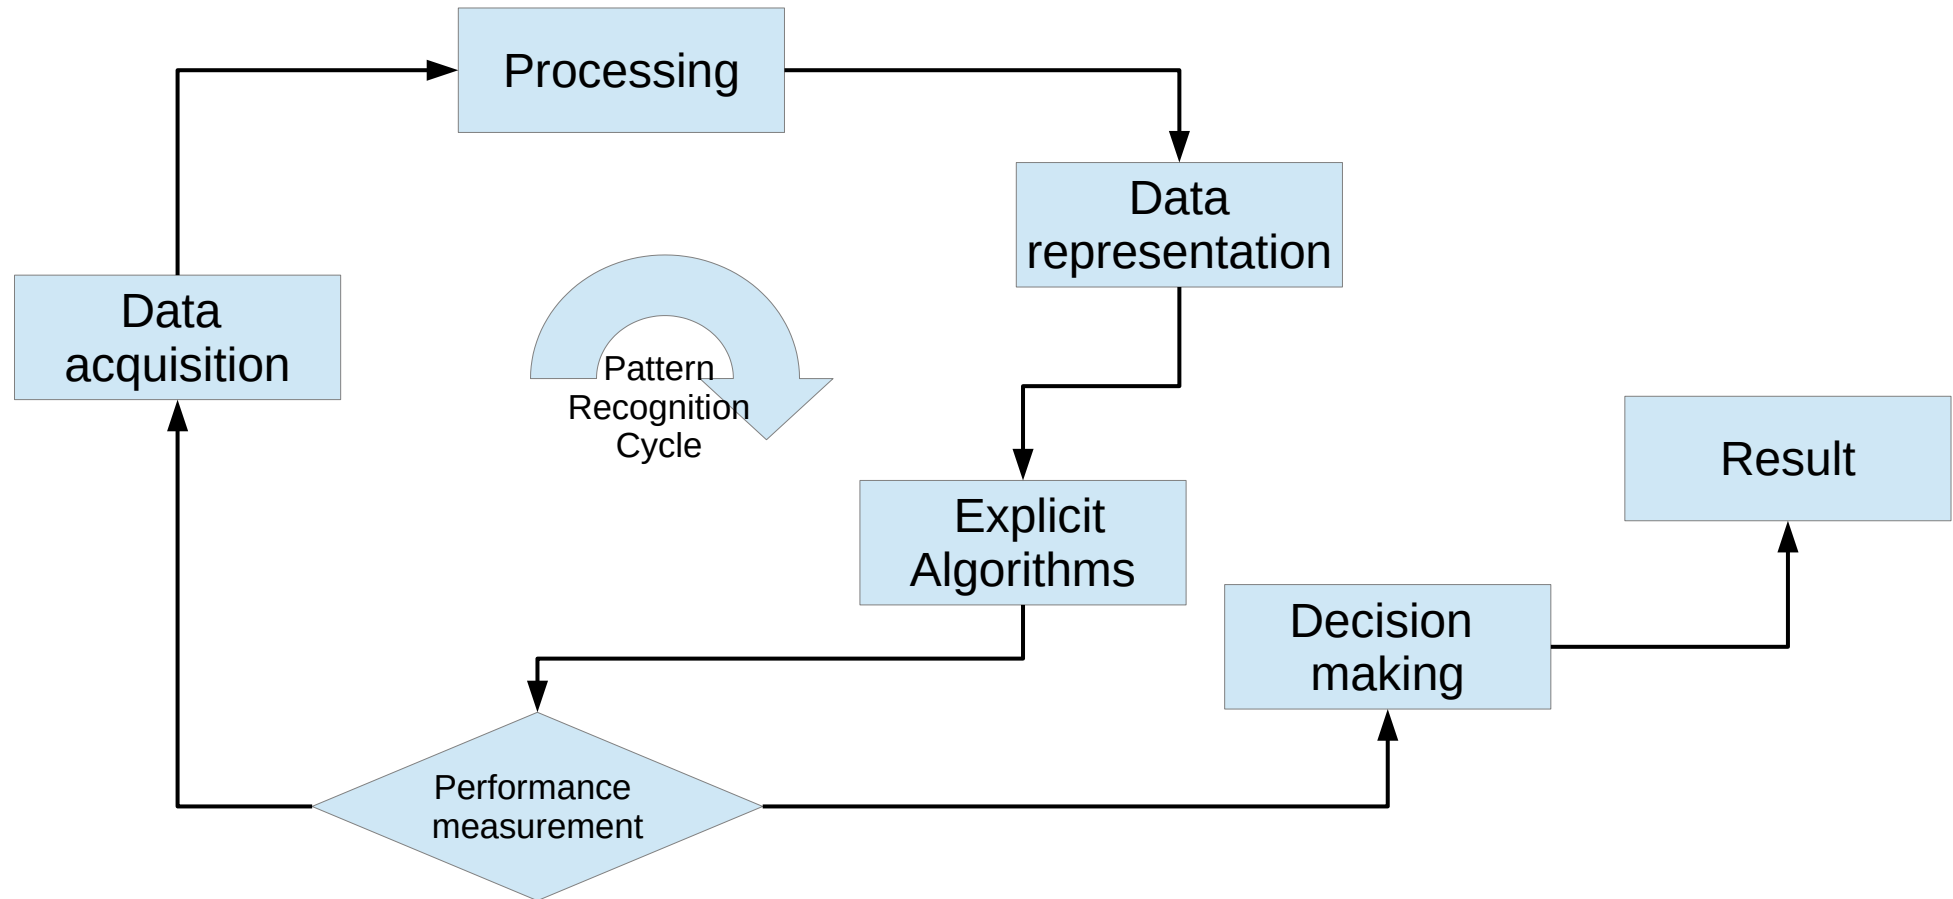 Processing
Data
representation
Data
acquisition
Pattern
Recognition
Cycle
Explicit
Algorithms
Result
Decision
making
Performance
measurement